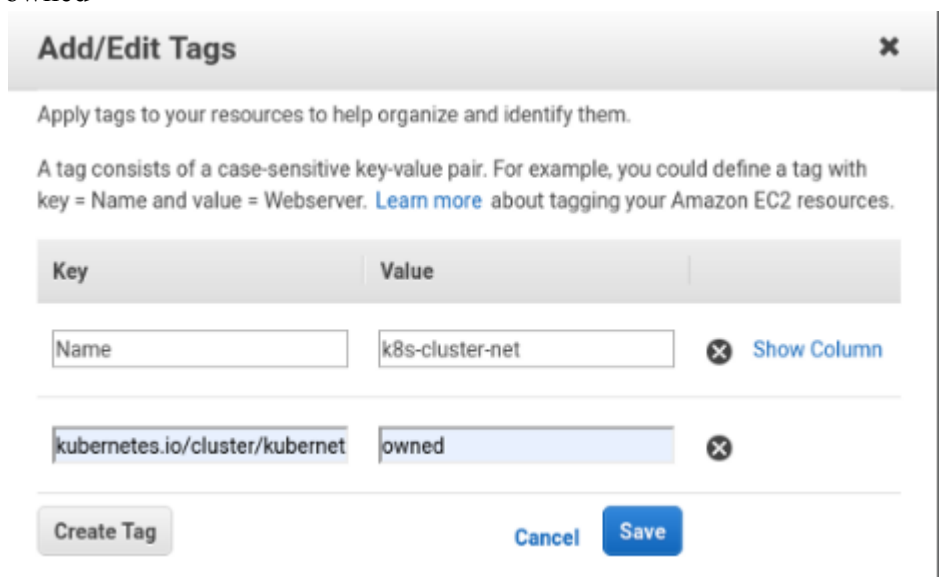 Add/Edit Tags
Apply tags to your resources to help organize and identify them.
A tag consists of a case-sensitive key-value pair. For example, you could define a tag with
key = Name and value = Webserver. Learn more about tagging your Amazon EC2 resources.
Key Value
Name k8s-cluster-net Show Column
kubernetes.io/cluster/kubernet owned
Create Tag Cancel Save